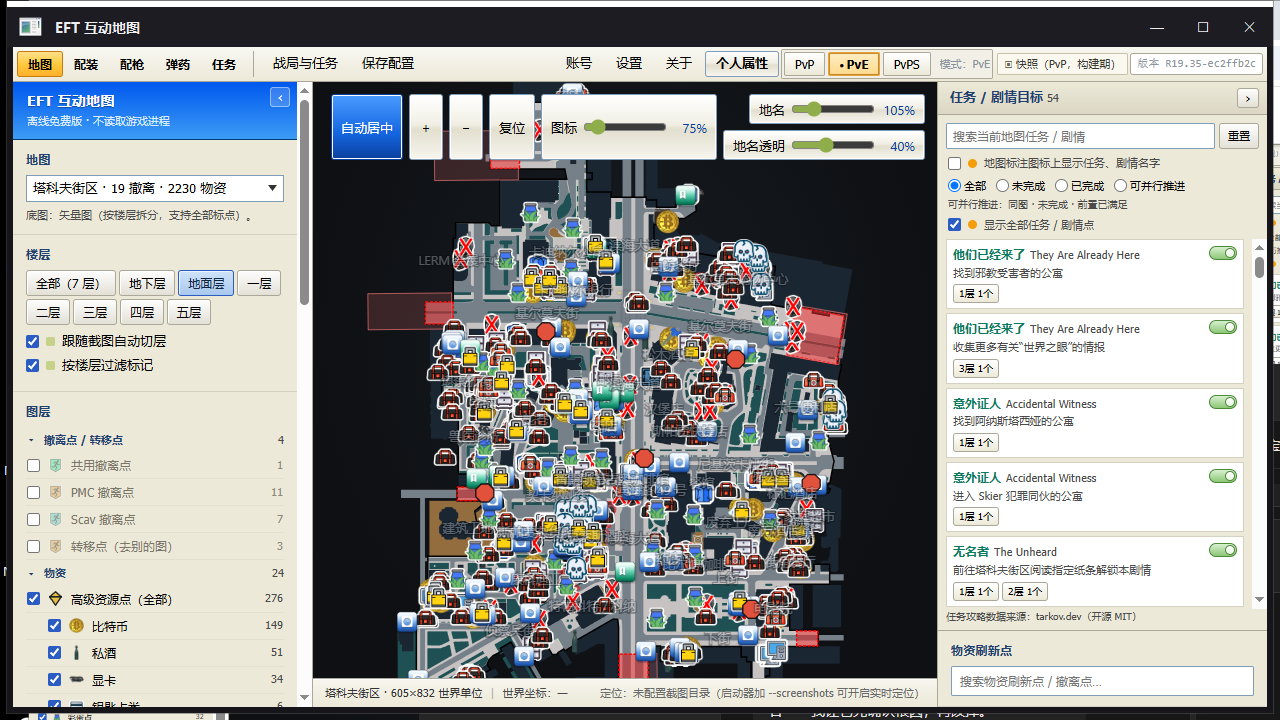 EFT 互动地图
地图 配装 配枪 弹药 任务 战局与任务 保存配置 账号 设置 关于 个人属性 PvP • PvE PvPS 模式: PvE 快照（PvP，构建期） 版本 R19.35-ec2ffb2c
EFT 互动地图
离线免费版 · 不读取游戏进程
地图
塔科夫街区 · 19 撤离 · 2230 物资
底图：矢量图（按楼层拆分，支持全部标点）。
楼层
全部（7 层） 地下层 地面层 一层
二层 三层 四层 五层
跟随截图自动切层
按楼层过滤标记
图层
撤离点 / 转移点 4
共用撤离点 1
PMC 撤离点 11
Scav 撤离点 7
转移点（去别的图） 3
物资 24
高级资源点（全部） 276
比特币 149
私酒 51
显卡 34
自动居中 + − 复位 图标 75%
地名 105%
地名透明 40%
基尔莫夫街
基尔莫夫街
塔科夫街区 · 605×832 世界单位 | 世界坐标: — 定位: 未配置截图目录（启动器加 --screenshots 可开启实时定位）
任务 / 剧情目标 54
搜索当前地图任务 / 剧情 重置
地图标注图标上显示任务、剧情名字
全部 未完成 已完成 可并行推进
可并行推进：同图 · 未完成 · 前置已满足
显示全部任务 / 剧情点
他们已经来了 They Are Already Here
找到邪教受害者的公寓
1层 1个
他们已经来了 They Are Already Here
收集更多有关“世界之眼”的情报
3层 1个
意外证人 Accidental Witness
找到阿纳斯塔西娅的公寓
1层 1个
意外证人 Accidental Witness
进入 Skier 犯罪同伙的公寓
1层 1个
无名者 The Unheard
前往塔科夫街区阅读指定纸条解锁本剧情
1层 1个 2层 1个
任务攻略数据来源：tarkov.dev（开源 MIT）
物资刷新点
搜索物资刷新点 / 撤离点...